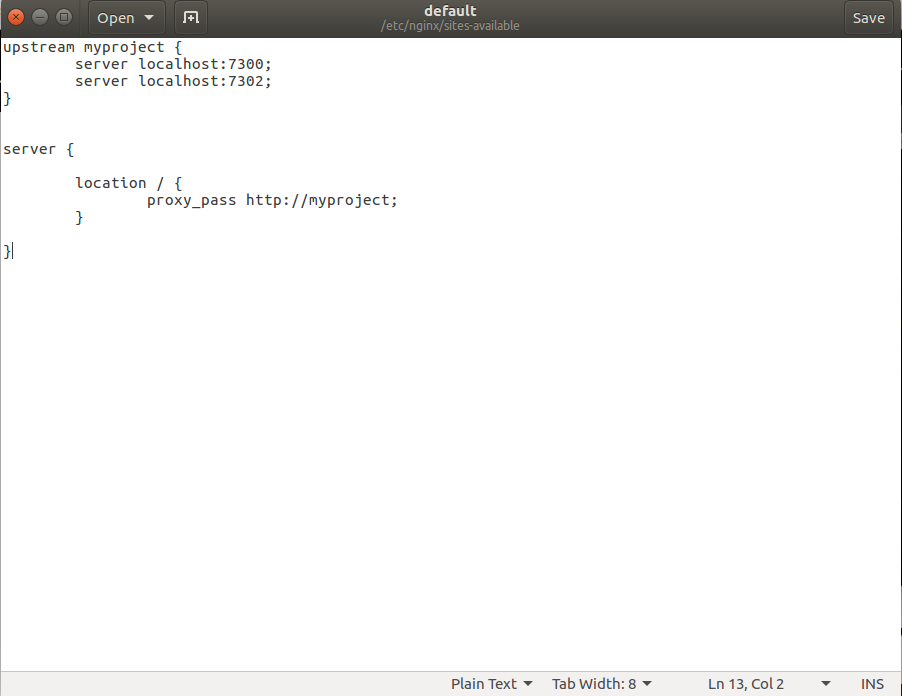 Open
default
/etc/nginx/sites-available
Save
upstream myproject {
        server localhost:7300;
        server localhost:7302;
}
server {
        location / {
                proxy_pass http://myproject;
        }
}
Plain Text
Tab Width: 8
Ln 13, Col 2
INS